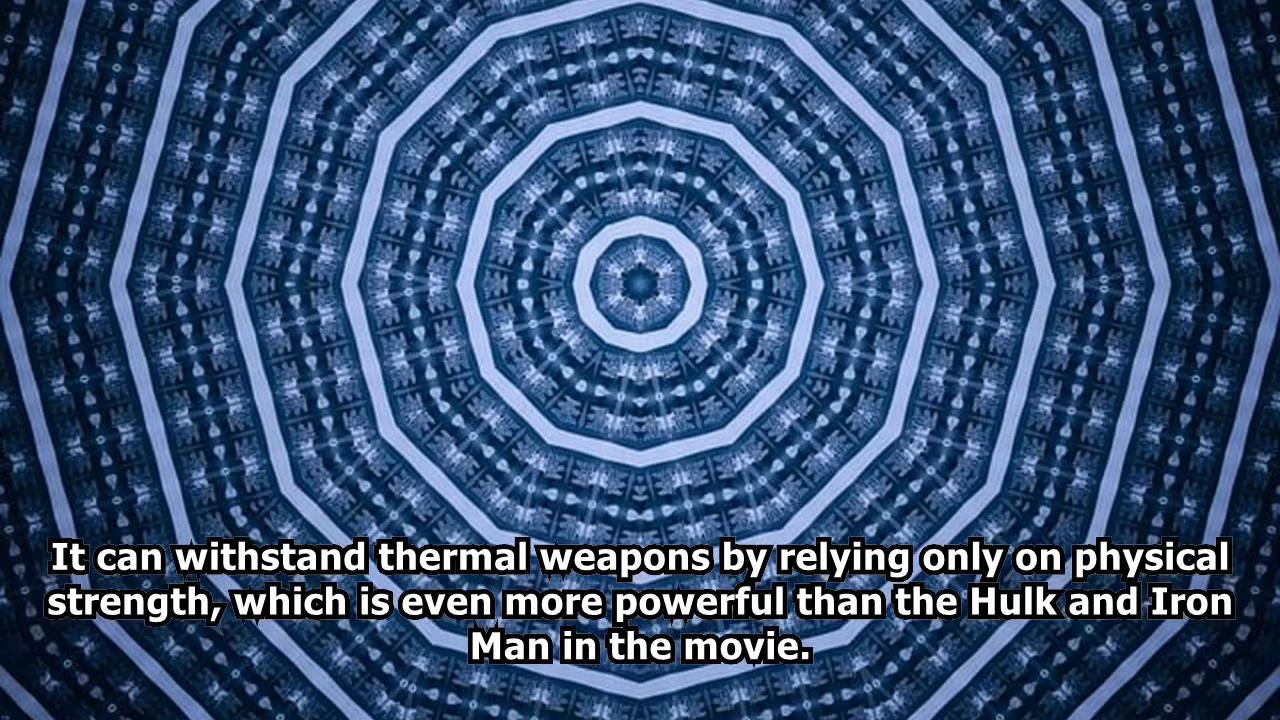 It can withstand thermal weapons by relying only on physical
strength, which is even more powerful than the Hulk and Iron
Man in the movie.